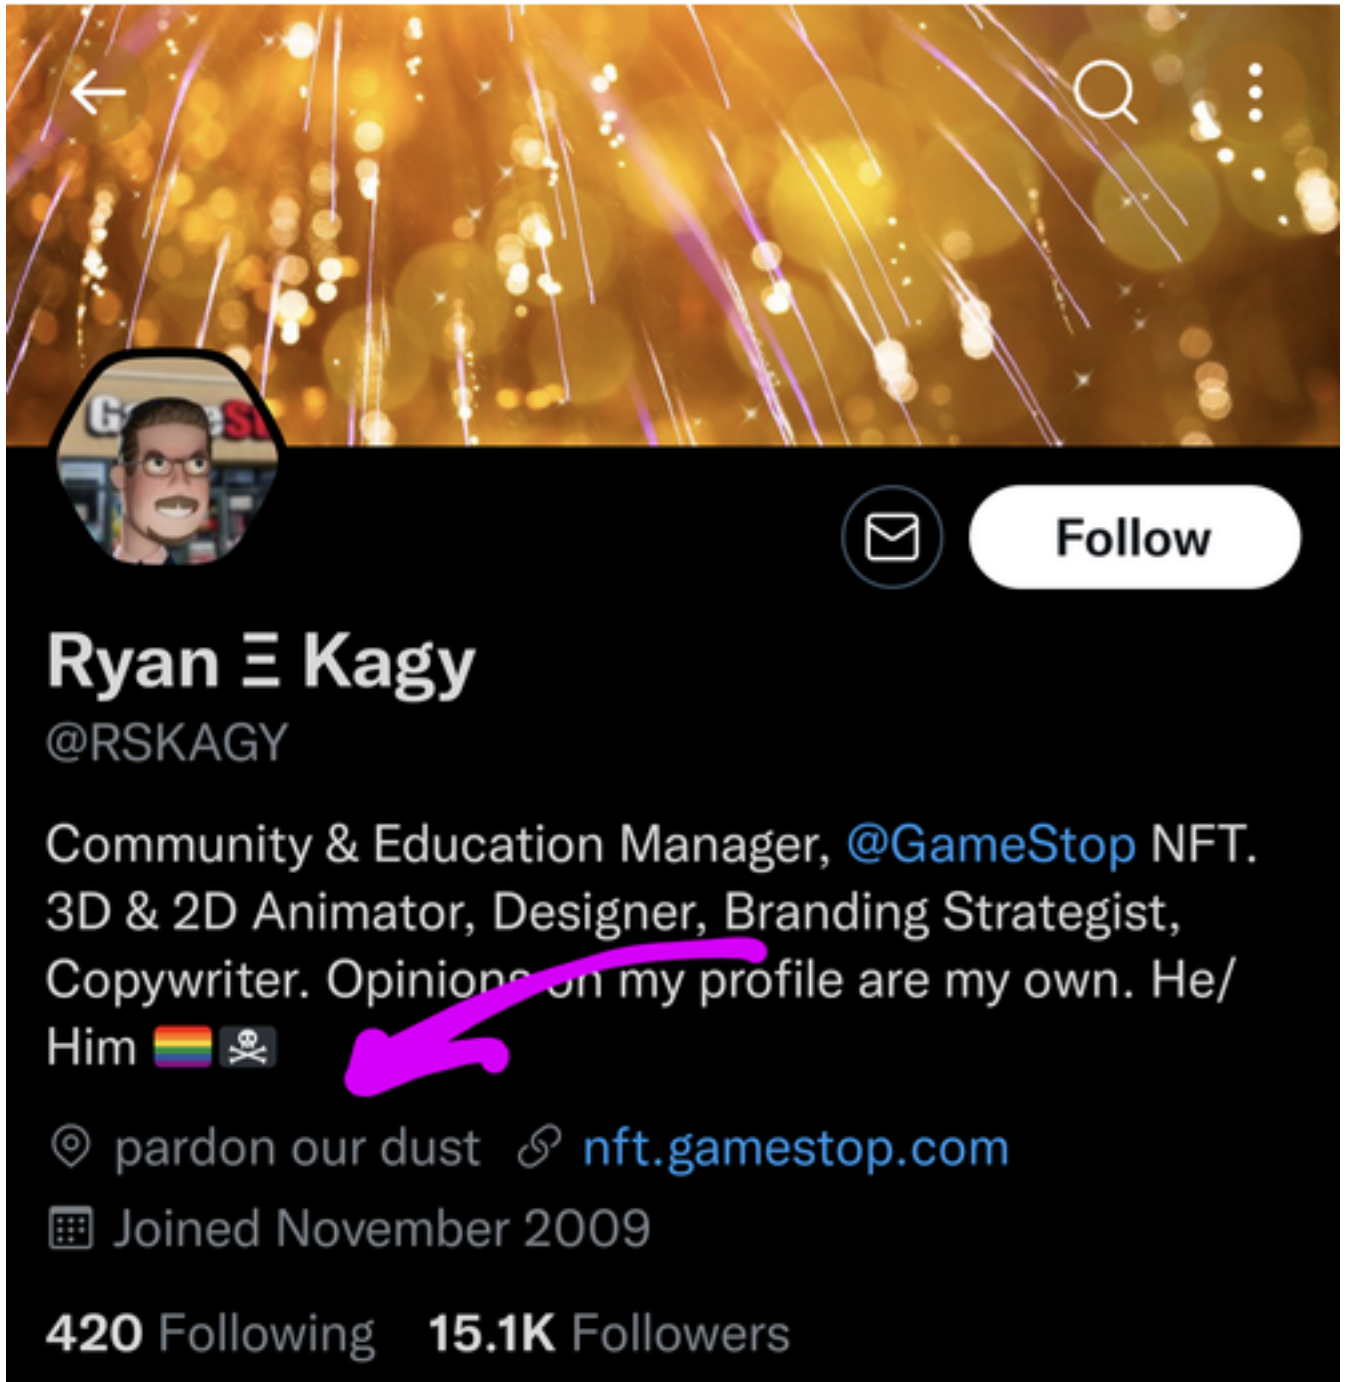 Follow
Ryan Ξ Kagy
@RSKAGY
Community & Education Manager, @GameStop NFT.
3D & 2D Animator, Designer, Branding Strategist,
Copywriter. Opinions on my profile are my own. He/
Him 🏳️‍🌈🏴‍☠️
pardon our dust nft.gamestop.com
Joined November 2009
420 Following 15.1K Followers